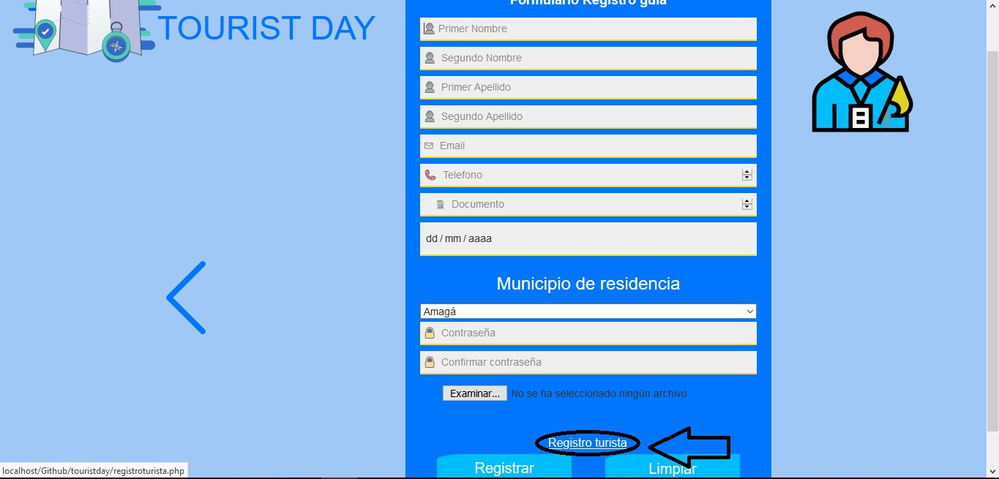 Formulario Registro guia
TOURIST DAY
Primer Nombre
Segundo Nombre
Primer Apellido
Segundo Apellido
Email
Telefono
Documento
dd / mm / aaaa
Municipio de residencia
Amagá
Contraseña
Confirmar contraseña
Examinar... No se ha seleccionado ningún archivo.
Registro turista
Registrar Limpiar
localhost/Github/touristday/registroturista.php